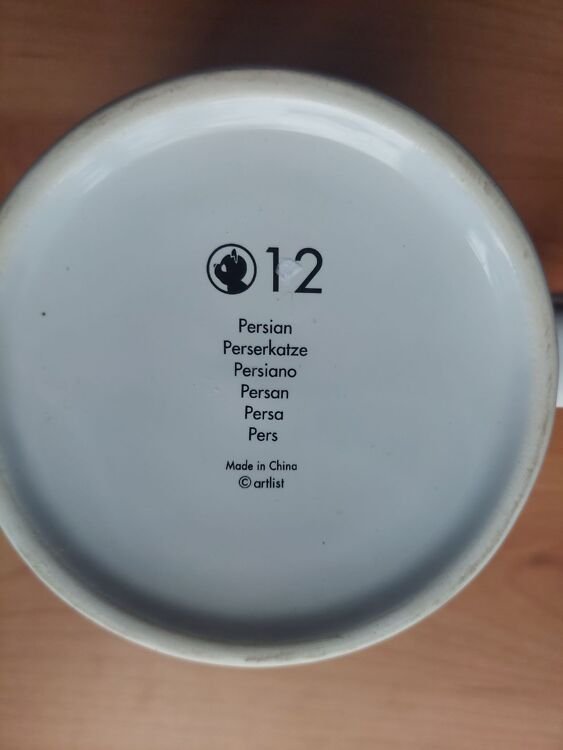 12
Persian
Perserkatze
Persiano
Persan
Persa
Pers
Made in China
© artlist